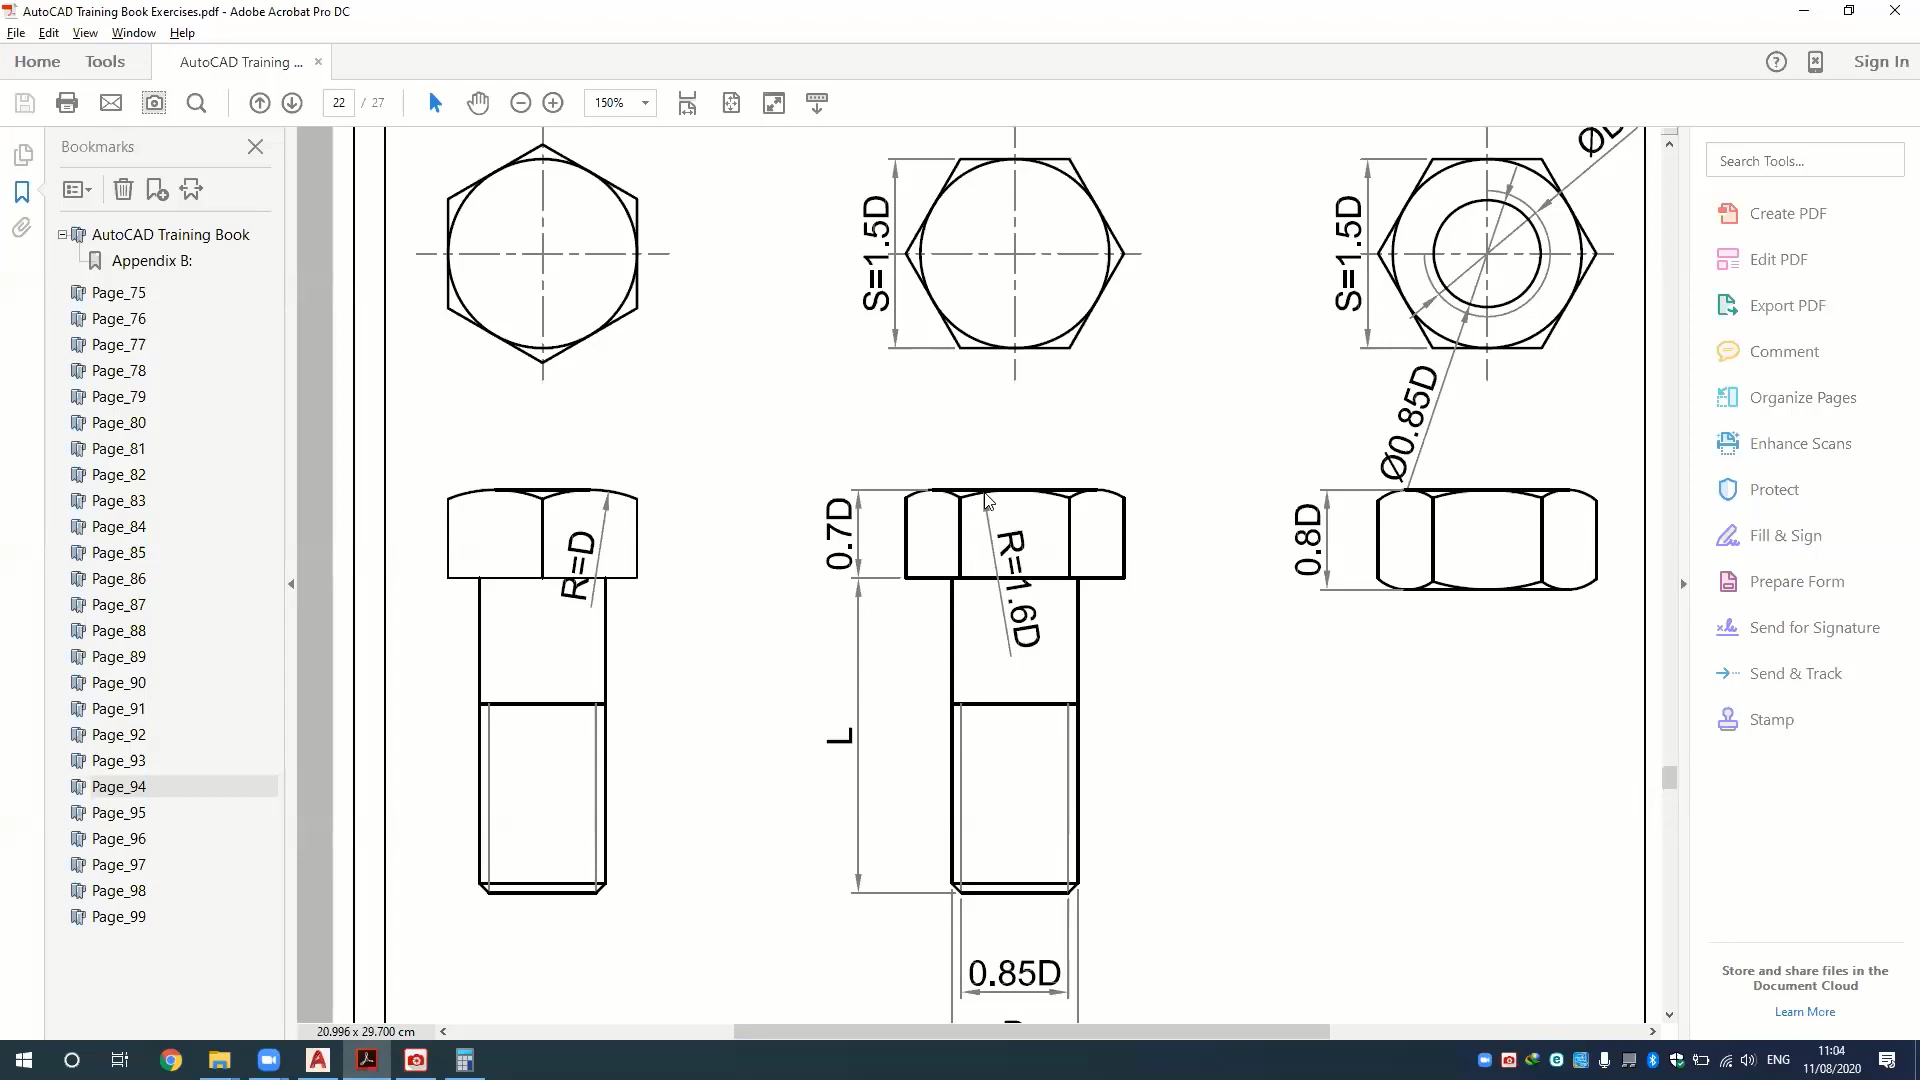 AutoCAD Training Book Exercises.pdf - Adobe Acrobat Pro DC
File Edit View Window Help
Home Tools AutoCAD Training ... Sign In
22 / 27 150%
Bookmarks
AutoCAD Training Book
Appendix B:
Page_75
Page_76
Page_77
Page_78
Page_79
Page_80
Page_81
Page_82
Page_83
Page_84
Page_85
Page_86
Page_87
Page_88
Page_89
Page_90
Page_91
Page_92
Page_93
Page_94
Page_95
Page_96
Page_97
Page_98
Page_99
S=1.5D
S=1.5D
Ø0.85D
R=D
0.7D
R=1.6D
0.8D
L
0.85D
20.996 x 29.700 cm
Search Tools...
Create PDF
Edit PDF
Export PDF
Comment
Organize Pages
Enhance Scans
Protect
Fill & Sign
Prepare Form
Send for Signature
Send & Track
Stamp
Store and share files in the
Document Cloud
Learn More
ENG
11:04
11/08/2020